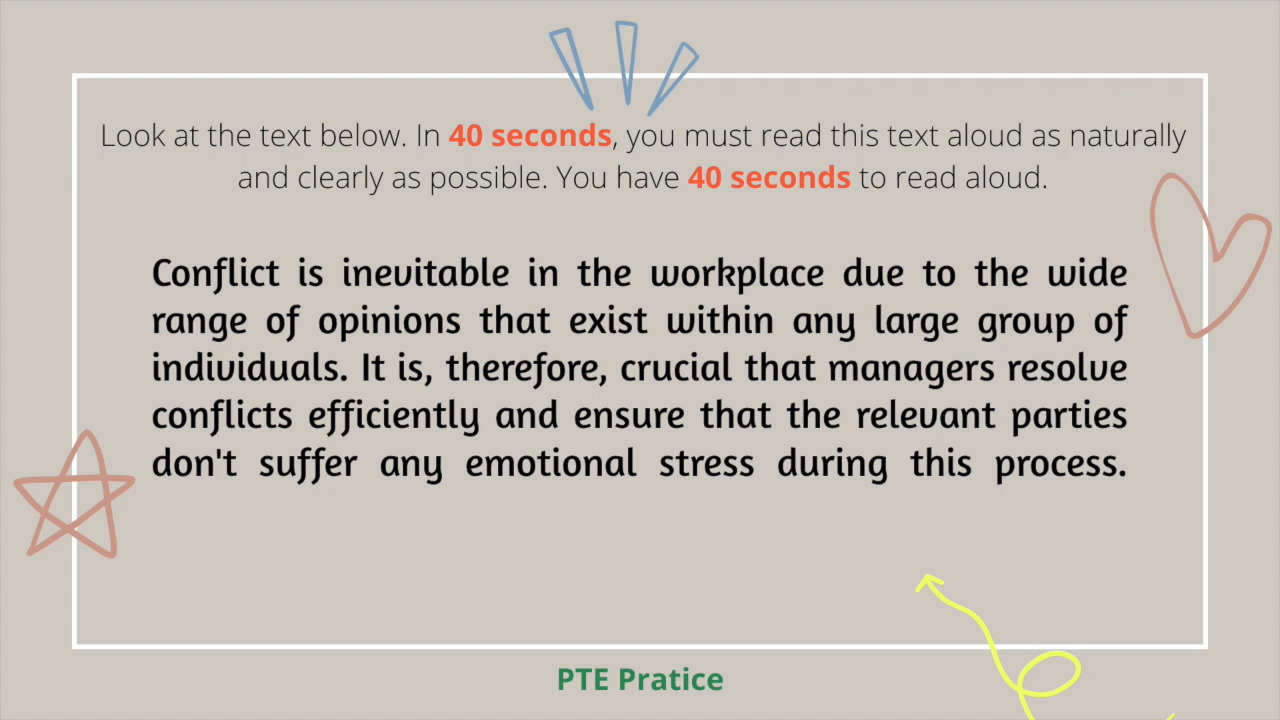 Look at the text below. In 40 seconds, you must read this text aloud as naturally
and clearly as possible. You have 40 seconds to read aloud.
Conflict is inevitable in the workplace due to the wide
range of opinions that exist within any large group of
individuals. It is, therefore, crucial that managers resolve
conflicts efficiently and ensure that the relevant parties
don't suffer any emotional stress during this process.
PTE Pratice